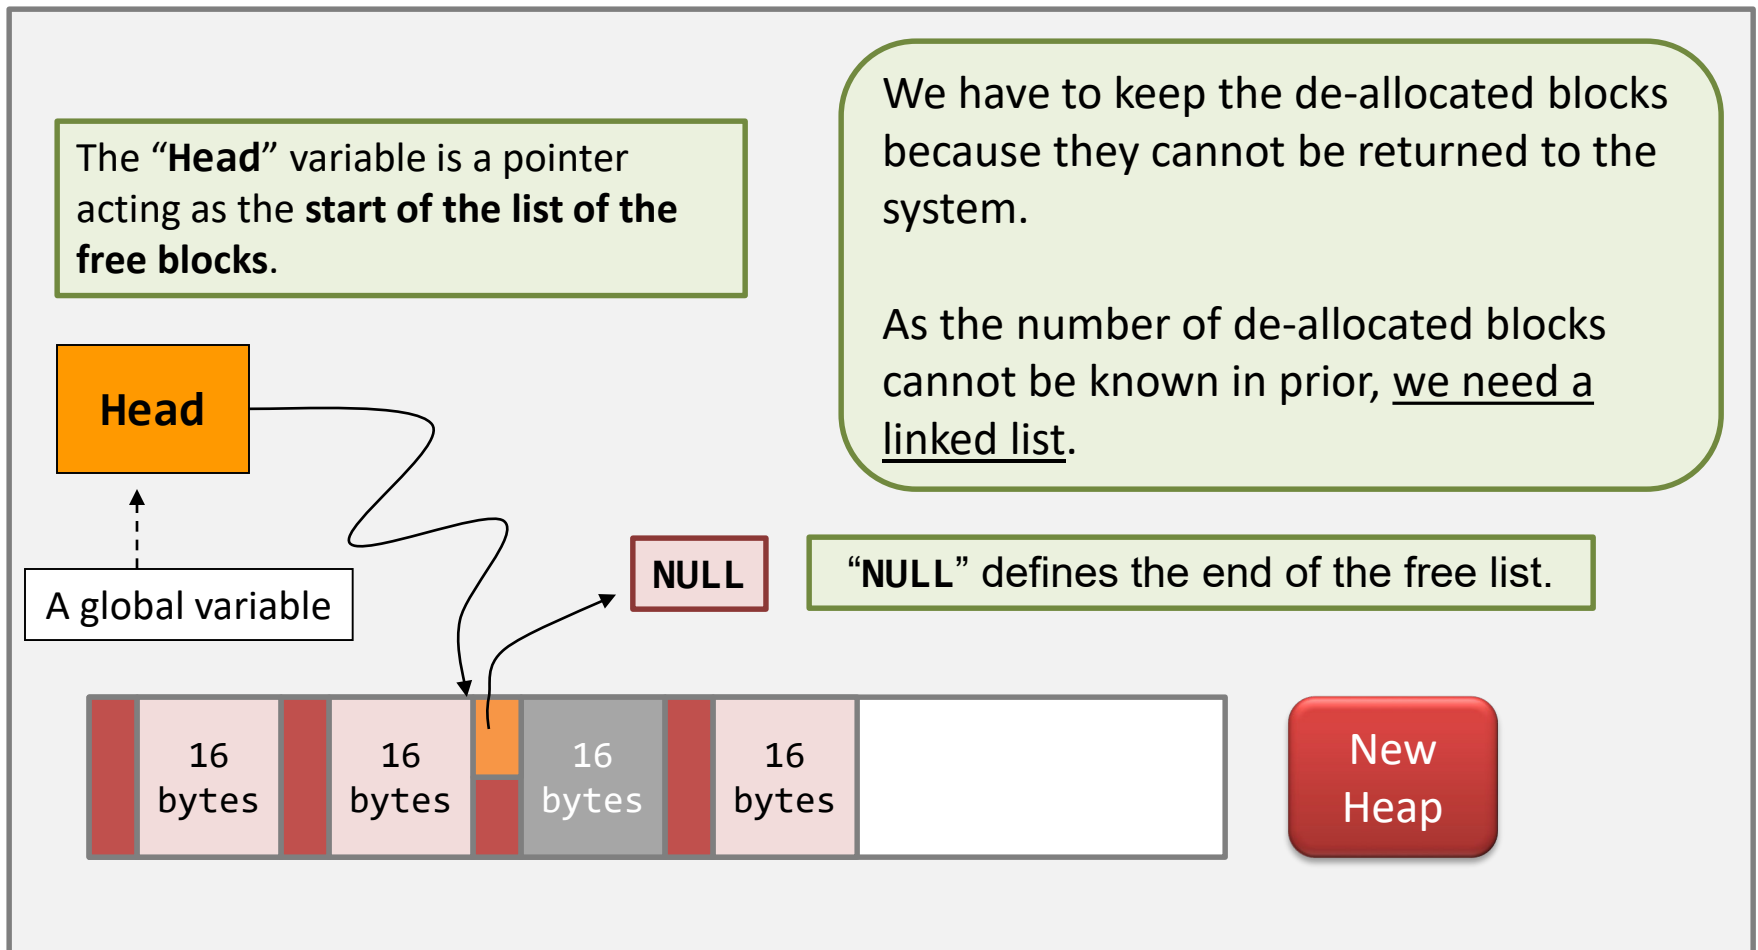 The “Head” variable is a pointer
acting as the start of the list of the
free blocks.
We have to keep the de-allocated blocks
because they cannot be returned to the
system.
As the number of de-allocated blocks
cannot be known in prior, we need a
linked list.
Head
A global variable
NULL
“NULL” defines the end of the free list.
16
bytes
16
bytes
16
bytes
16
bytes
New
Heap